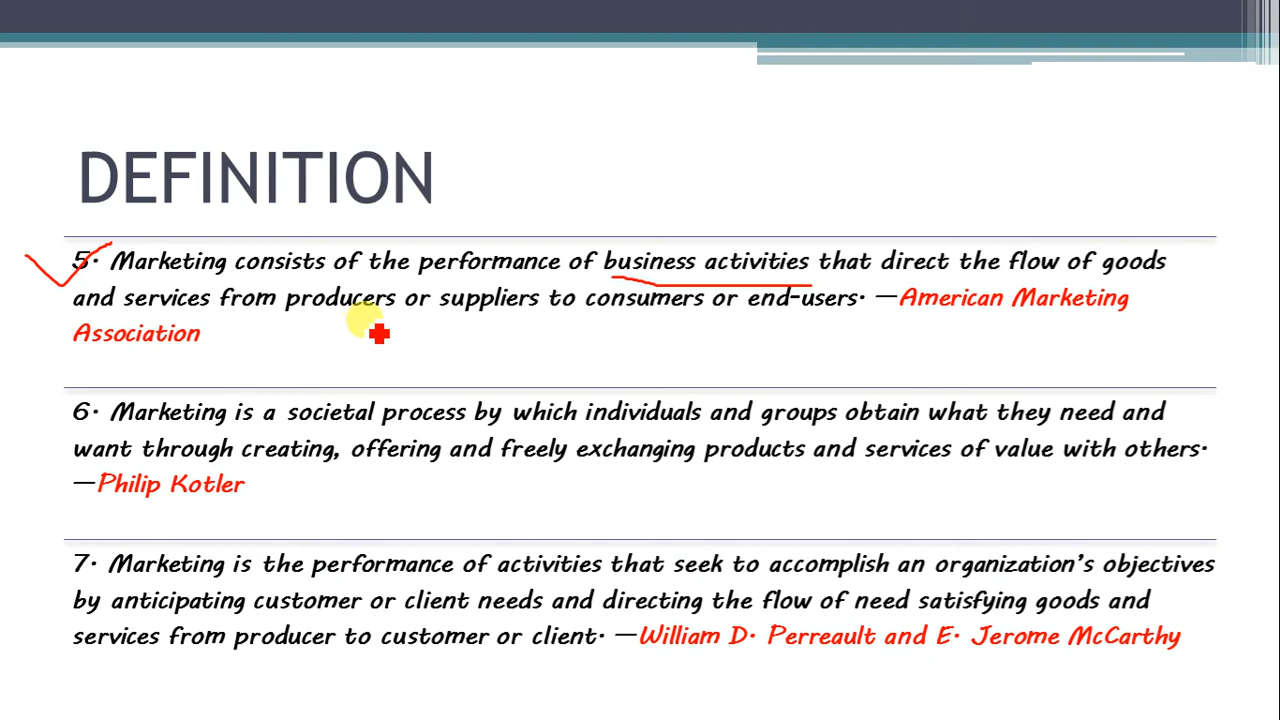 DEFINITION
5. Marketing consists of the performance of business activities that direct the flow of goods
and services from producers or suppliers to consumers or end-users. —American Marketing
Association
6. Marketing is a societal process by which individuals and groups obtain what they need and
want through creating, offering and freely exchanging products and services of value with others.
—Philip Kotler
7. Marketing is the performance of activities that seek to accomplish an organization's objectives
by anticipating customer or client needs and directing the flow of need satisfying goods and
services from producer to customer or client. —William D. Perreault and E. Jerome McCarthy